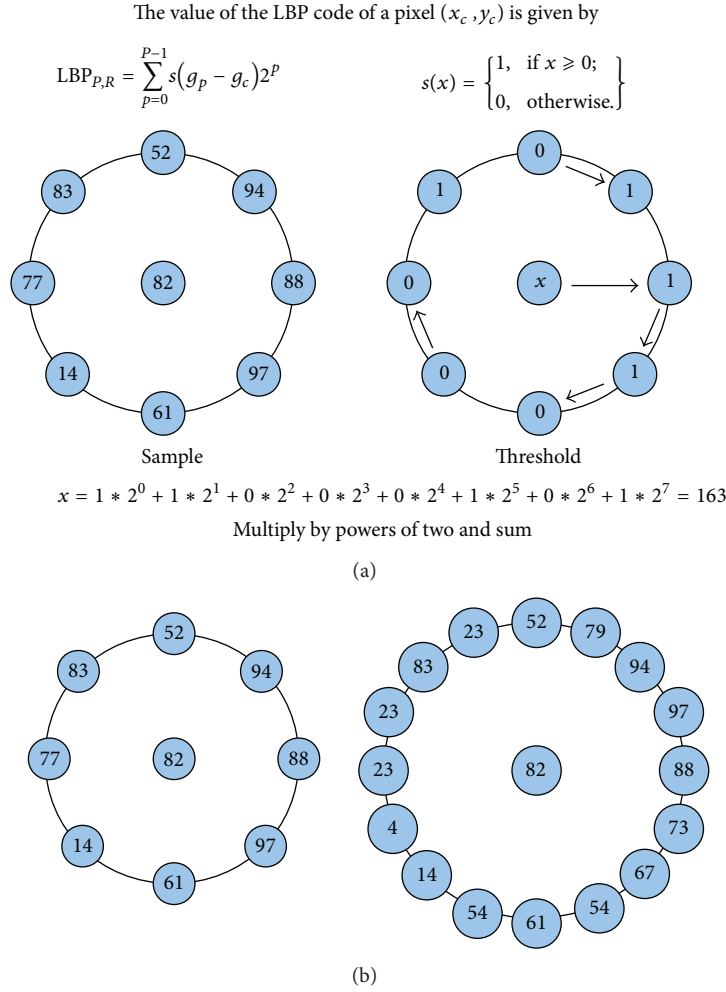 The value of the LBP code of a pixel (x_c, y_c) is given by
LBP_{P,R} = \sum_{p=0}^{P-1} s(g_p − g_c)2^p
s(x) = {1, if x ⩾ 0; 0, otherwise.}
52
83 94
77 82 88
14 97
61
Sample
0
1 1
0 x 1
0 1
0
Threshold
x = 1 * 2^0 + 1 * 2^1 + 0 * 2^2 + 0 * 2^3 + 0 * 2^4 + 1 * 2^5 + 0 * 2^6 + 1 * 2^7 = 163
Multiply by powers of two and sum
(a)
52
83 94
77 82 88
14 97
61
52
23 79
83 94
23 97
23 82 88
4 73
14 67
54 54
61
(b)